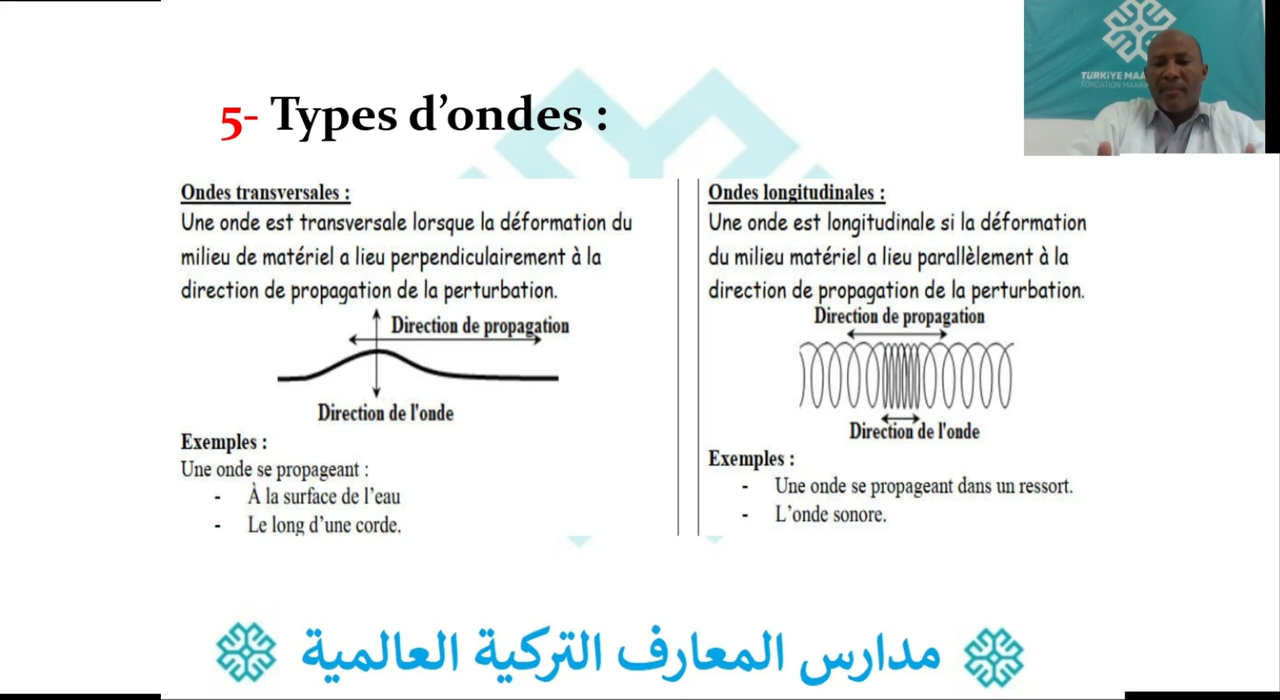 TURKIYE MAA
FONDATION MAARI
5- Types d’ondes :
Ondes transversales :
Une onde est transversale lorsque la déformation du
milieu de matériel a lieu perpendiculairement à la
direction de propagation de la perturbation.
Direction de propagation
Direction de l'onde
Exemples :
Une onde se propageant :
- À la surface de l’eau
- Le long d’une corde.
Ondes longitudinales :
Une onde est longitudinale si la déformation
du milieu matériel a lieu parallèlement à la
direction de propagation de la perturbation.
Direction de propagation
Direction de l'onde
Exemples :
- Une onde se propageant dans un ressort.
- L’onde sonore.
مدارس المعارف التركية العالمية